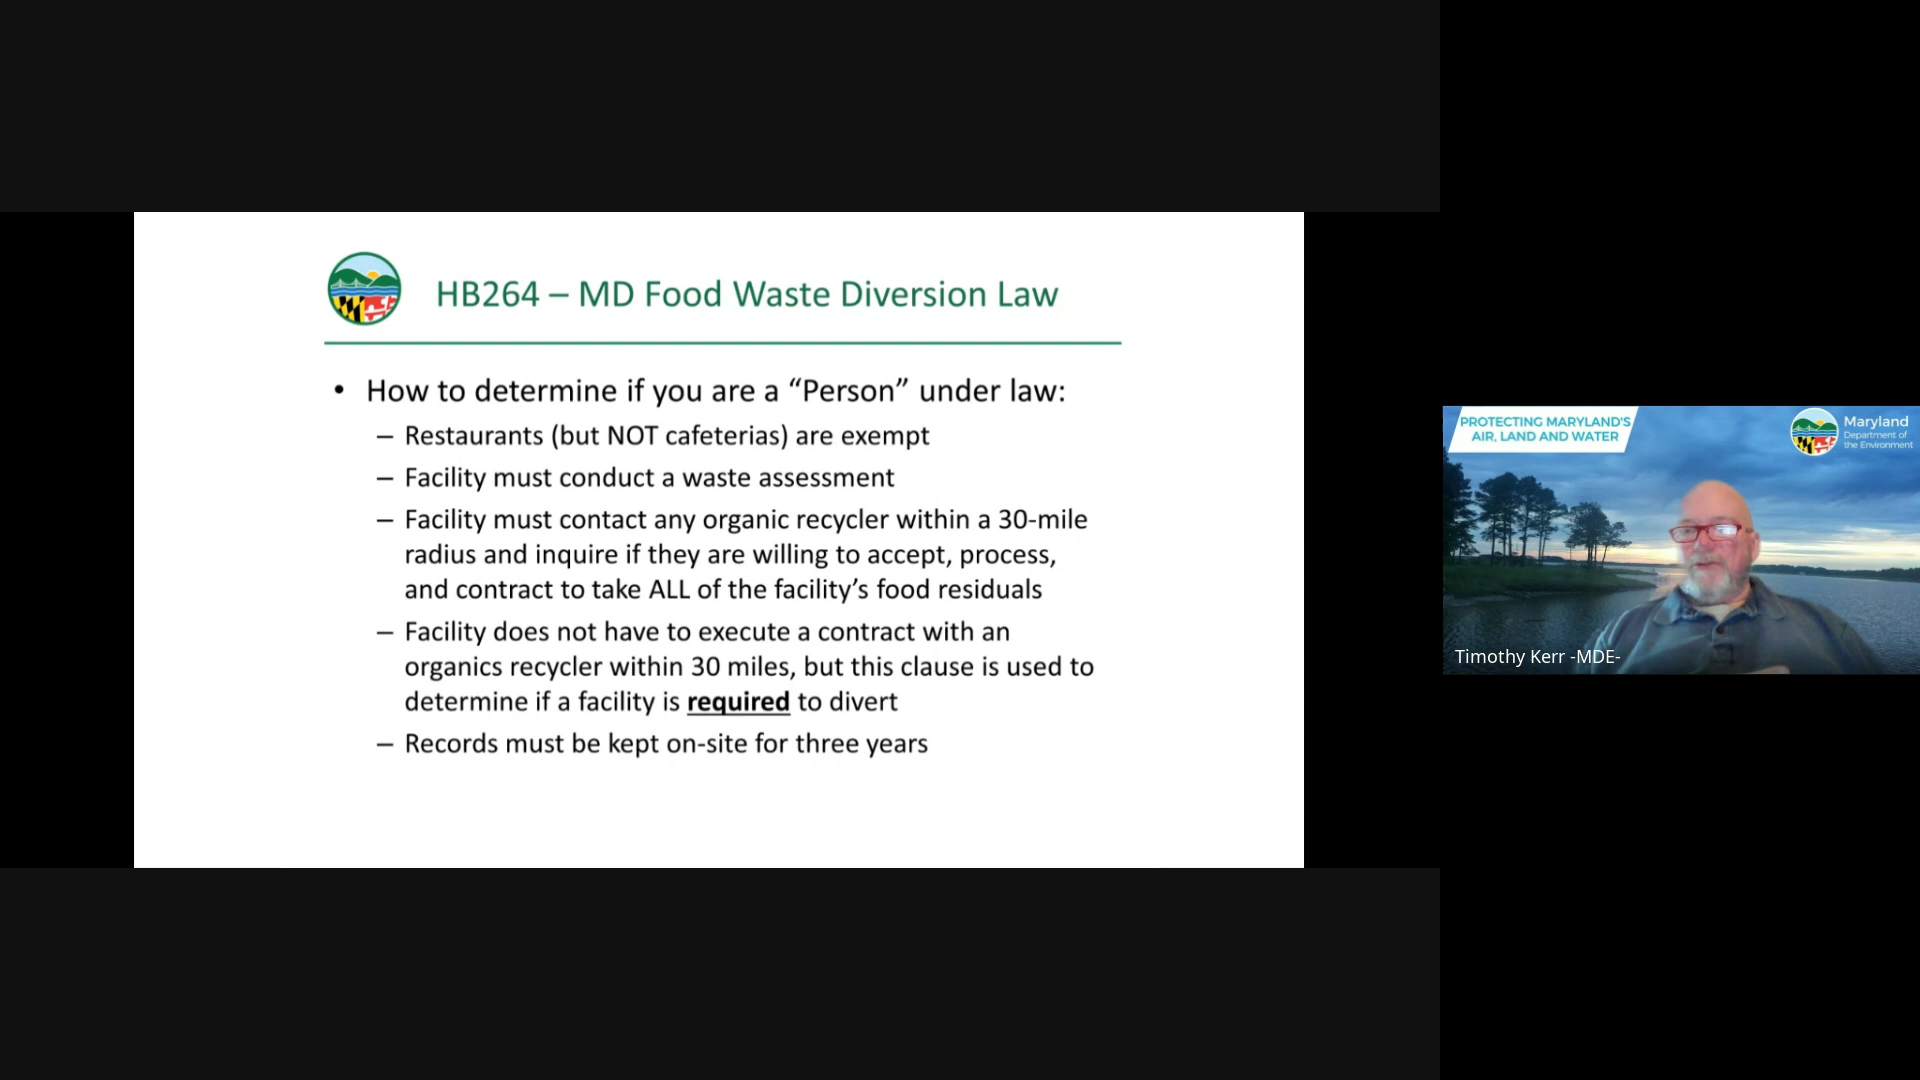 HB264 – MD Food Waste Diversion Law
• How to determine if you are a “Person” under law:
– Restaurants (but NOT cafeterias) are exempt
– Facility must conduct a waste assessment
– Facility must contact any organic recycler within a 30-mile
radius and inquire if they are willing to accept, process,
and contract to take ALL of the facility’s food residuals
– Facility does not have to execute a contract with an
organics recycler within 30 miles, but this clause is used to
determine if a facility is required to divert
– Records must be kept on-site for three years
PROTECTING MARYLAND'S
AIR, LAND AND WATER
Maryland
Department of
the Environment
Timothy Kerr -MDE-